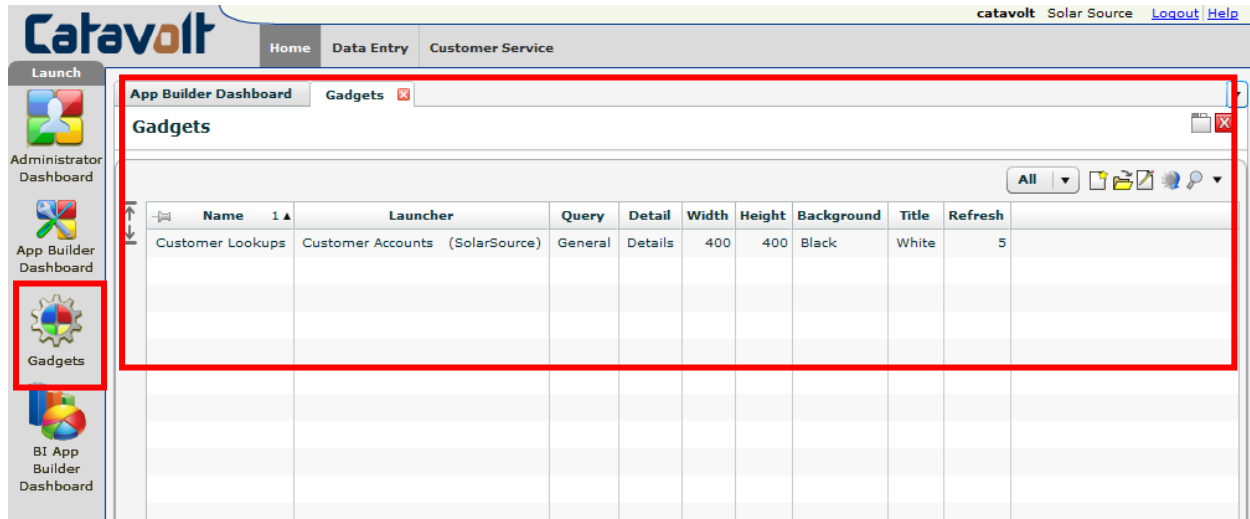 catavolt Solar Source Logout Help
Catavolt
Home Data Entry Customer Service
Launch
Administrator
Dashboard
App Builder
Dashboard
Gadgets
BI App
Builder
Dashboard
App Builder Dashboard Gadgets
Gadgets
All
Name 1 Launcher Query Detail Width Height Background Title Refresh
Customer Lookups Customer Accounts (SolarSource) General Details 400 400 Black White 5